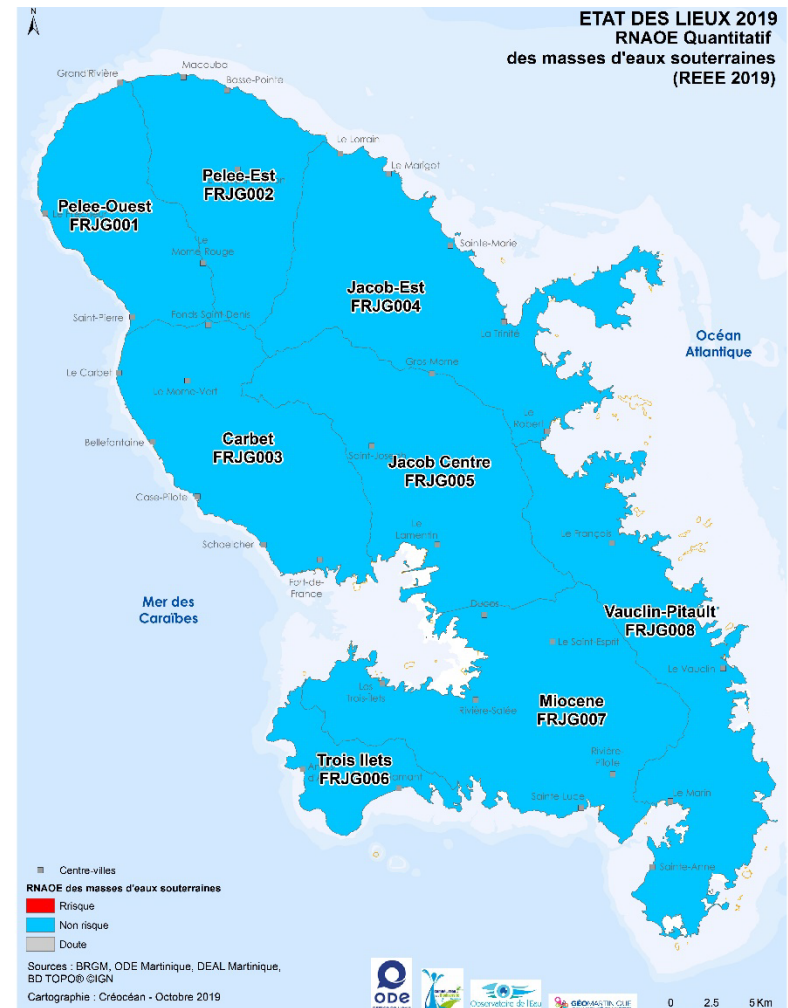 N
ETAT DES LIEUX 2019
RNAOE Quantitatif
des masses d'eaux souterraines
(REEE 2019)
Macouba
Grand'Rivière
Basse-Pointe
Le Lorrain
Le Marigot
Pelee-Est
FRJG002
Pelee-Ouest
FRJG001
Le
Morne Rouge
Sainte-Marie
Jacob-Est
FRJG004
Saint-Pierre
Fonds Saint-Denis
La Trinité
Océan
Atlantique
Gros-Morne
Le Carbet
Le Morne-Vert
Le
Robert
Bellefontaine
Carbet
FRJG003
Saint-Joseph
Jacob Centre
FRJG005
Case-Pilote
Le
Lamentin
Le François
Schoelcher
Fort-de-
France
Mer des
Caraïbes
Ducos
Vauclin-Pitault
FRJG008
Le Saint-Esprit
Le Vauclin
Les
Trois-Ilets
Rivière-Salée
Miocene
FRJG007
Trois Ilets
FRJG006
Rivière-
Pilote
Sainte Luce
Le Marin
Sainte-Anne
Centre-villes
RNAOE des masses d'eaux souterraines
Rrisque
Non risque
Doute
Sources : BRGM, ODE Martinique, DEAL Martinique,
BD TOPO® ©IGN
Cartographie : Créocéan - Octobre 2019
ODE
Observatoire de l'Eau
GÉOMARTINIQUE
0 2.5 5 Km